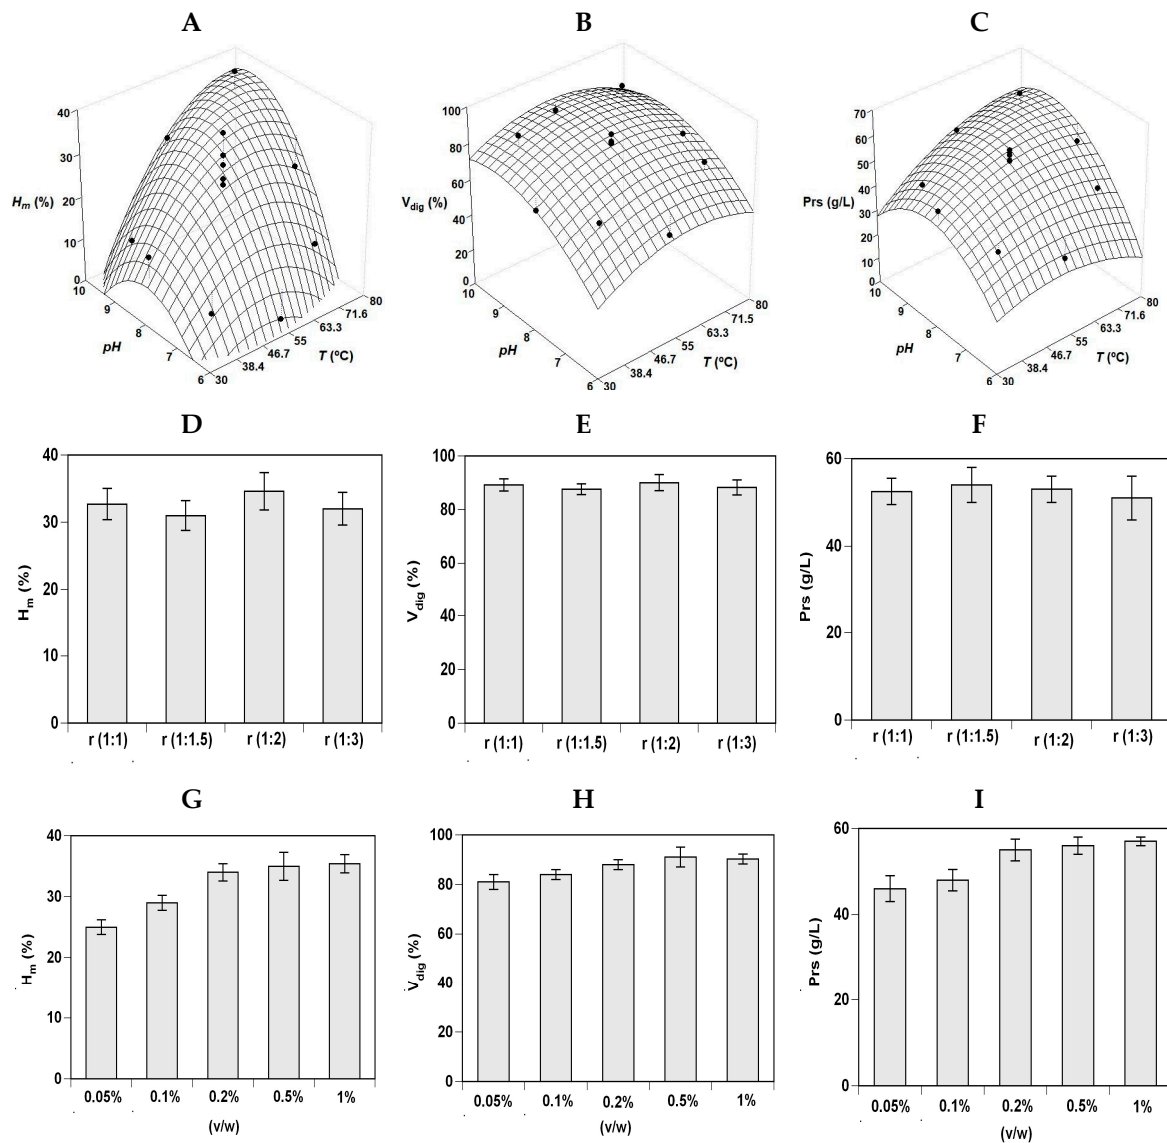 A
B
C
40
30
20
10
0
Hm (%)
10
9
8
7
6
pH
30
38.4
46.7
55
63.3
71.6
80
T (ºC)
100
80
60
40
20
0
Vdig (%)
10
9
8
7
6
pH
30
38.4
46.7
55
63.3
71.5
80
T (ºC)
70
60
50
40
30
20
10
0
Prs (g/L)
10
9
8
7
6
pH
30
38.4
46.7
55
63.3
71.6
80
T (ºC)
D
E
F
40
30
20
10
0
Hm (%)
r (1:1) r (1:1.5) r (1:2) r (1:3)
100
80
60
40
20
0
Vdig (%)
r (1:1) r (1:1.5) r (1:2) r (1:3)
60
40
20
0
Prs (g/L)
r (1:1) r (1:1.5) r (1:2) r (1:3)
G
H
I
40
30
20
10
0
Hm (%)
0.05% 0.1% 0.2% 0.5% 1%
(v/w)
100
80
60
40
20
0
Vdig (%)
0.05% 0.1% 0.2% 0.5% 1%
(v/w)
60
40
20
0
Prs (g/L)
0.05% 0.1% 0.2% 0.5% 1%
(v/w)